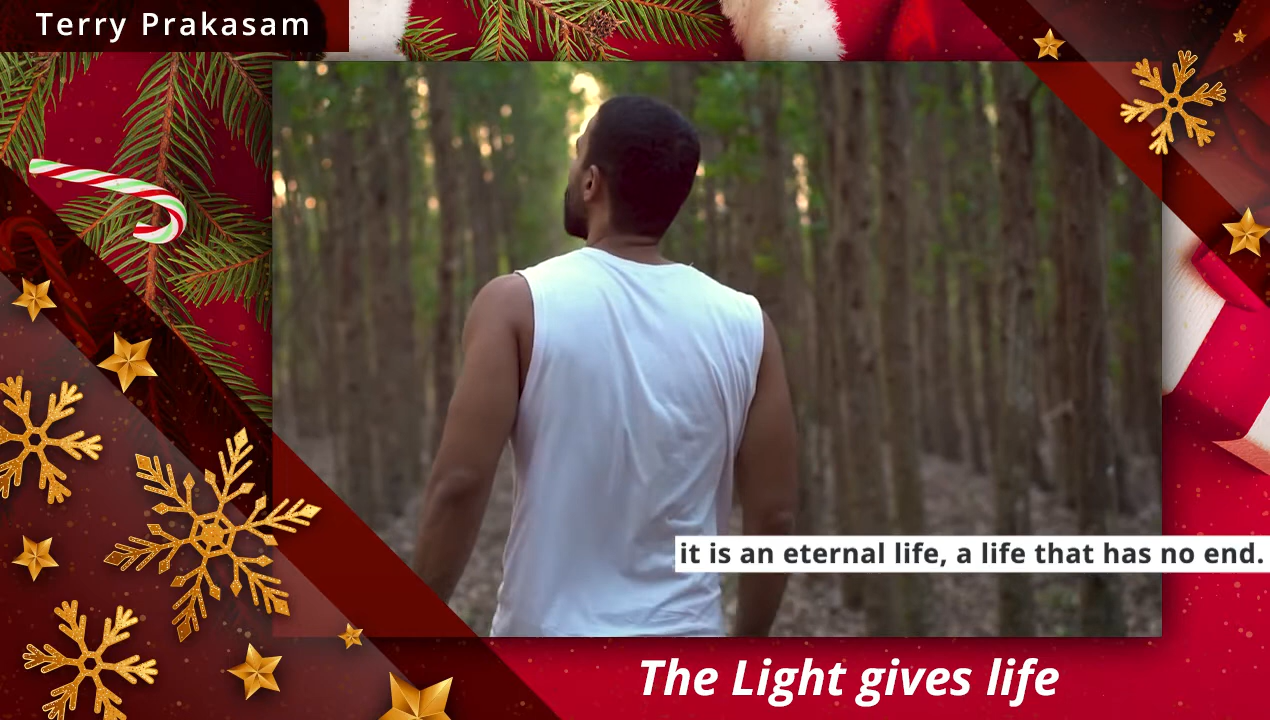 Terry Prakasam
it is an eternal life, a life that has no end.
The Light gives life